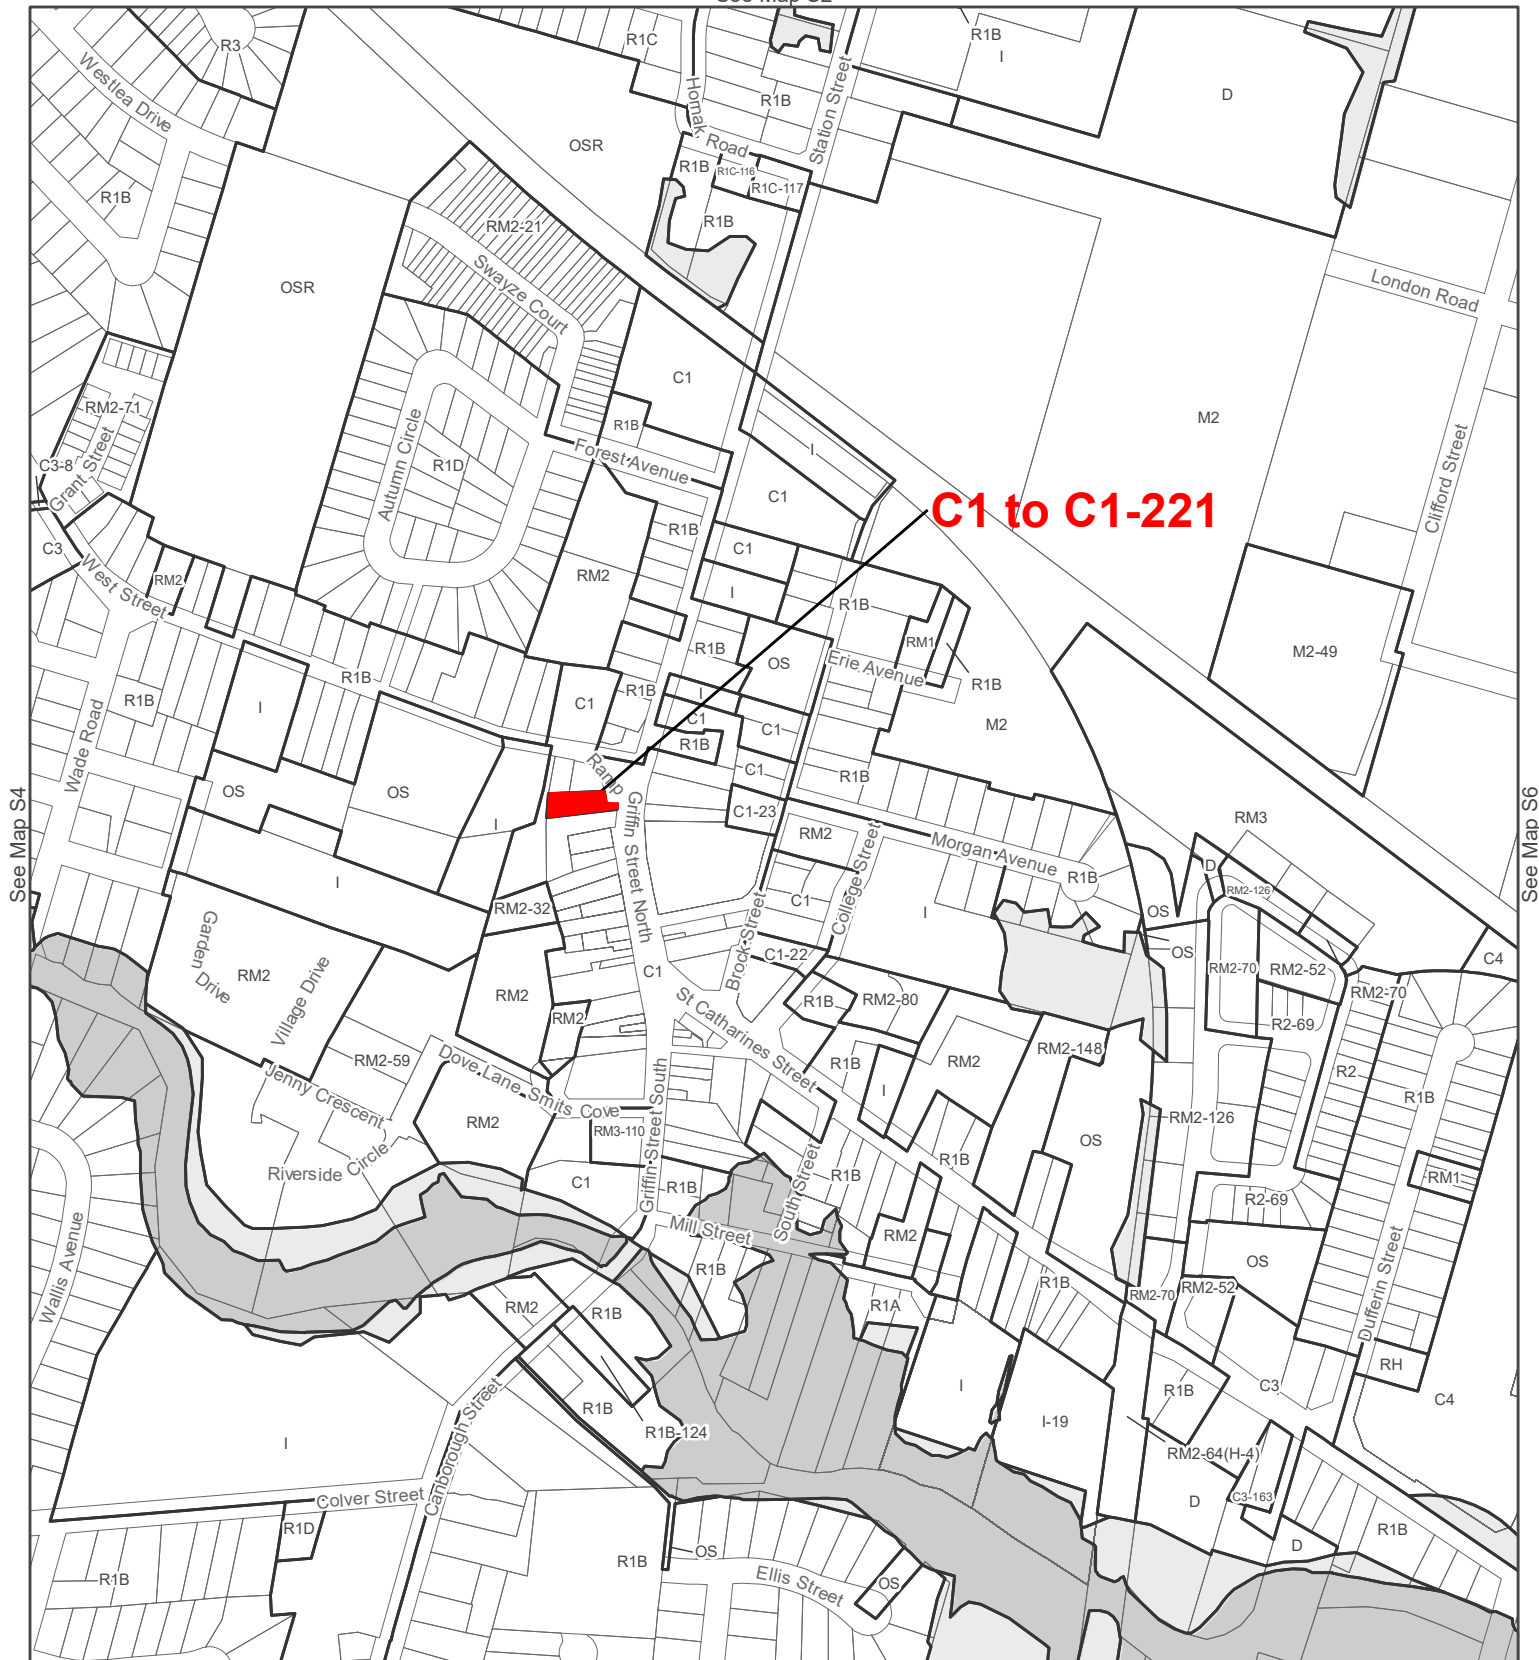 See Map S2
R3
R1C
R1B
I
Westlea Drive
Homak Road
R1B
Station Street
D
OSR
R1B
R1C-116
R1C-117
R1B
R1B
RM2-21
Swayze Court
OSR
London Road
C1
RM2-71
Autumn Circle
R1B
M2
C3-8
Grant Street
R1D
Forest Avenue
I
Clifford Street
C1
C1 to C1-221
R1B
C3
C1
West Street
RM2
RM2
I
R1B
R1B
RM1
M2-49
R1B
OS
Erie Avenue
R1B
R1B
R1B
I
C1
R1B
I
Wade Road
C1
C1
M2
R1B
Ramp
C1
R1B
OS
OS
See Map S4
I
Griffin Street North
C1-23
RM2
Morgan Avenue
RM3
See Map S6
College Street
D
R1B
RM2-126
I
RM2-32
C1
I
OS
Garden Drive
RM2
Village Drive
C1
Brock Street
C1-22
OS
C4
RM2-70
RM2-52
RM2
R1B
RM2-80
RM2-70
RM2
St Catharines Street
R2-69
RM2-59
Dove Lane
R1B
RM2
RM2-148
R2
Jenny Crescent
Smits Cove
I
R1B
RM2
RM3-110
Griffin Street South
OS
RM2-126
Riverside Circle
R1B
C1
R1B
R1B
South Street
RM1
R2-69
Wallis Avenue
Mill Street
RM2
R1B
OS
R1B
RM2-70
RM2-52
Dufferin Street
RM2
R1B
R1A
RH
R1B
C3
C4
I
R1B
R1B-124
I-19
I
Canborough Street
RM2-64(H-4)
Colver Street
D
C3-163
R1D
R1B
R1B
OS
D
R1B
Ellis Street
OS